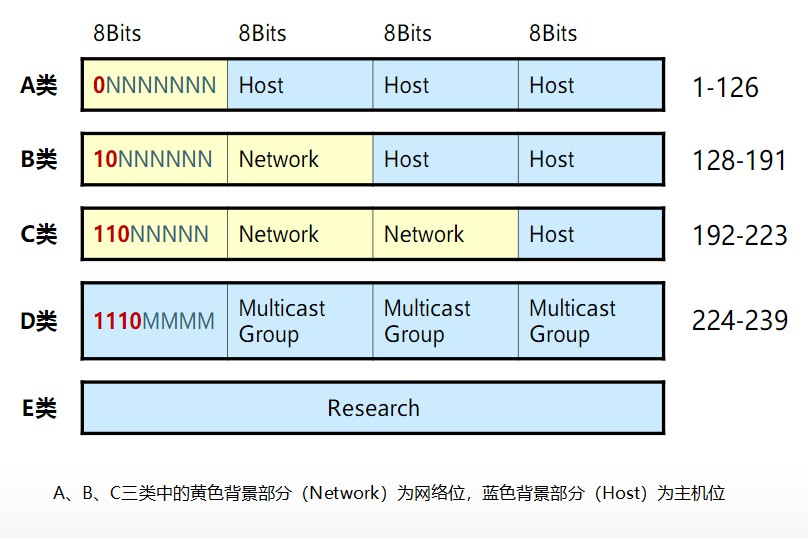 8Bits 8Bits 8Bits 8Bits
A类 0NNNNNNN Host Host Host 1-126
B类 10NNNNNN Network Host Host 128-191
C类 110NNNNN Network Network Host 192-223
D类 1110MMMM Multicast Group Multicast Group Multicast Group 224-239
E类 Research
A、B、C三类中的黄色背景部分（Network）为网络位，蓝色背景部分（Host）为主机位